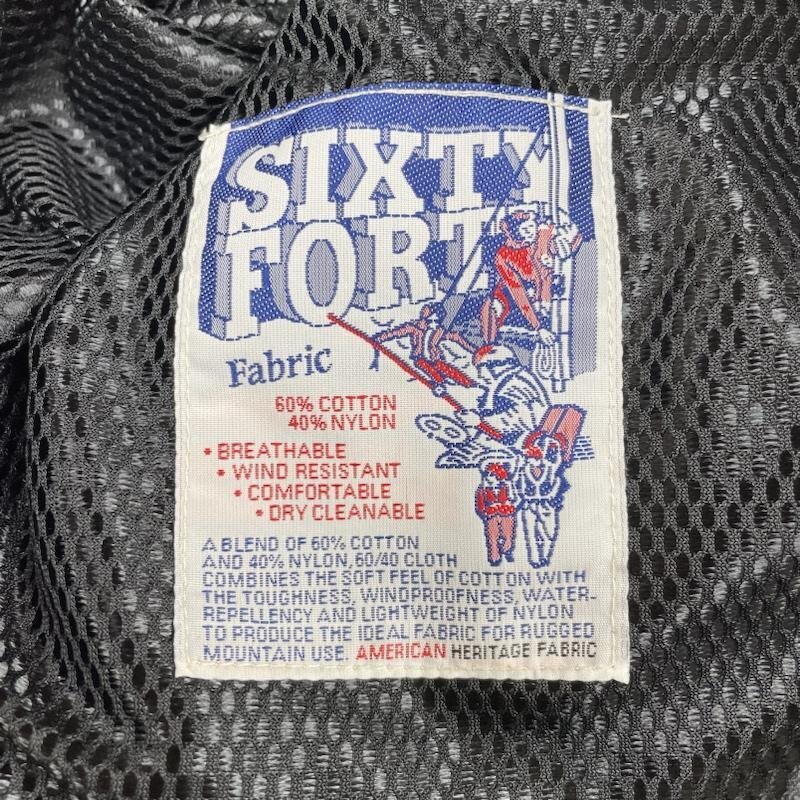 SIXTY
FORTY
Fabric
60% COTTON
40% NYLON
• BREATHABLE
• WIND RESISTANT
• COMFORTABLE
• DRY CLEANABLE
A BLEND OF 60% COTTON
AND 40% NYLON, 60/40 CLOTH
COMBINES THE SOFT FEEL OF COTTON WITH
THE TOUGHNESS, WINDPROOFNESS, WATER-
REPELLENCY AND LIGHTWEIGHT OF NYLON
TO PRODUCE THE IDEAL FABRIC FOR RUGGED
MOUNTAIN USE. AMERICAN HERITAGE FABRIC